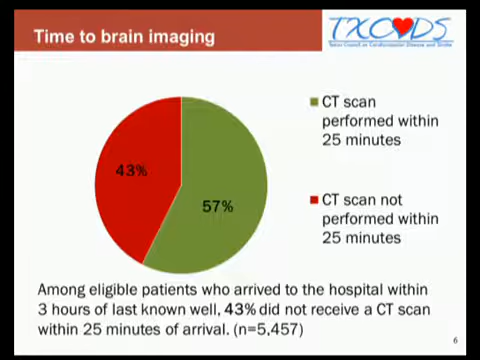 Time to brain imaging
TXCVDS
Texas Council on Cardiovascular Disease and Stroke
CT scan
performed within
25 minutes
43%
57%
CT scan not
performed within
25 minutes
Among eligible patients who arrived to the hospital within
3 hours of last known well, 43% did not receive a CT scan
within 25 minutes of arrival. (n=5,457)
6